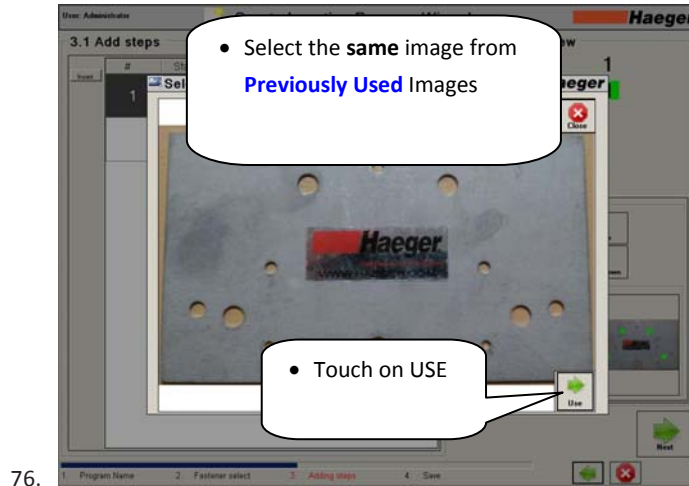 User: Administrator
Haeger
3.1 Add steps
• Select the same image from
Previously Used Images
#
1
1
Insert
Sel
Haeger
Close
Haeger
• Touch on USE
Use
Next
76.
1. Program Name 2. Fastener select 3. Adding steps 4. Save